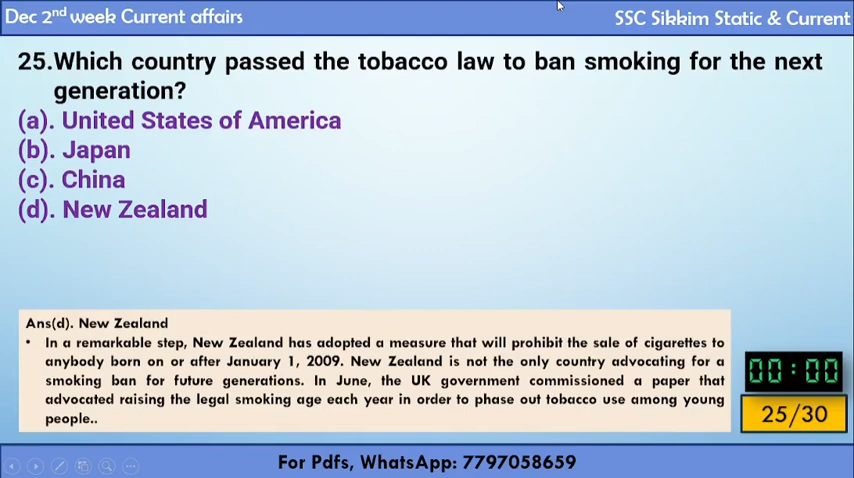 Dec 2nd week Current affairs
SSC Sikkim Static & Current
25.Which country passed the tobacco law to ban smoking for the next
generation?
(a). United States of America
(b). Japan
(c). China
(d). New Zealand
Ans(d). New Zealand
• In a remarkable step, New Zealand has adopted a measure that will prohibit the sale of cigarettes to
anybody born on or after January 1, 2009. New Zealand is not the only country advocating for a
smoking ban for future generations. In June, the UK government commissioned a paper that
advocated raising the legal smoking age each year in order to phase out tobacco use among young
people..
00:00
25/30
For Pdfs, WhatsApp: 7797058659